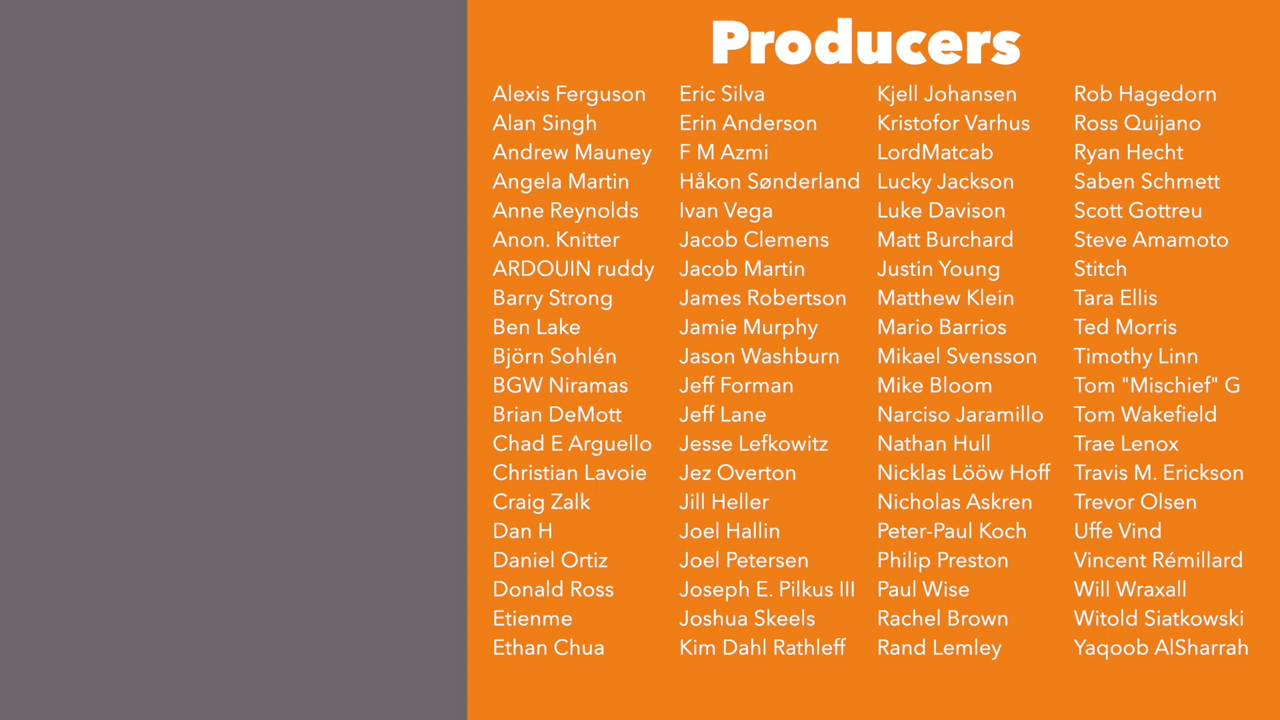 Producers
Alexis Ferguson
Alan Singh
Andrew Mauney
Angela Martin
Anne Reynolds
Anon. Knitter
ARDOUIN ruddy
Barry Strong
Ben Lake
Björn Sohlén
BGW Niramas
Brian DeMott
Chad E Arguello
Christian Lavoie
Craig Zalk
Dan H
Daniel Ortiz
Donald Ross
Etienme
Ethan Chua
Eric Silva
Erin Anderson
F M Azmi
Håkon Sønderland
Ivan Vega
Jacob Clemens
Jacob Martin
James Robertson
Jamie Murphy
Jason Washburn
Jeff Forman
Jeff Lane
Jesse Lefkowitz
Jez Overton
Jill Heller
Joel Hallin
Joel Petersen
Joseph E. Pilkus III
Joshua Skeels
Kim Dahl Rathleff
Kjell Johansen
Kristofor Varhus
LordMatcab
Lucky Jackson
Luke Davison
Matt Burchard
Justin Young
Matthew Klein
Mario Barrios
Mikael Svensson
Mike Bloom
Narciso Jaramillo
Nathan Hull
Nicklas Lööw Hoff
Nicholas Askren
Peter-Paul Koch
Philip Preston
Paul Wise
Rachel Brown
Rand Lemley
Rob Hagedorn
Ross Quijano
Ryan Hecht
Saben Schmett
Scott Gottreu
Steve Amamoto
Stitch
Tara Ellis
Ted Morris
Timothy Linn
Tom "Mischief" G
Tom Wakefield
Trae Lenox
Travis M. Erickson
Trevor Olsen
Uffe Vind
Vincent Rémillard
Will Wraxall
Witold Siatkowski
Yaqoob AlSharrah